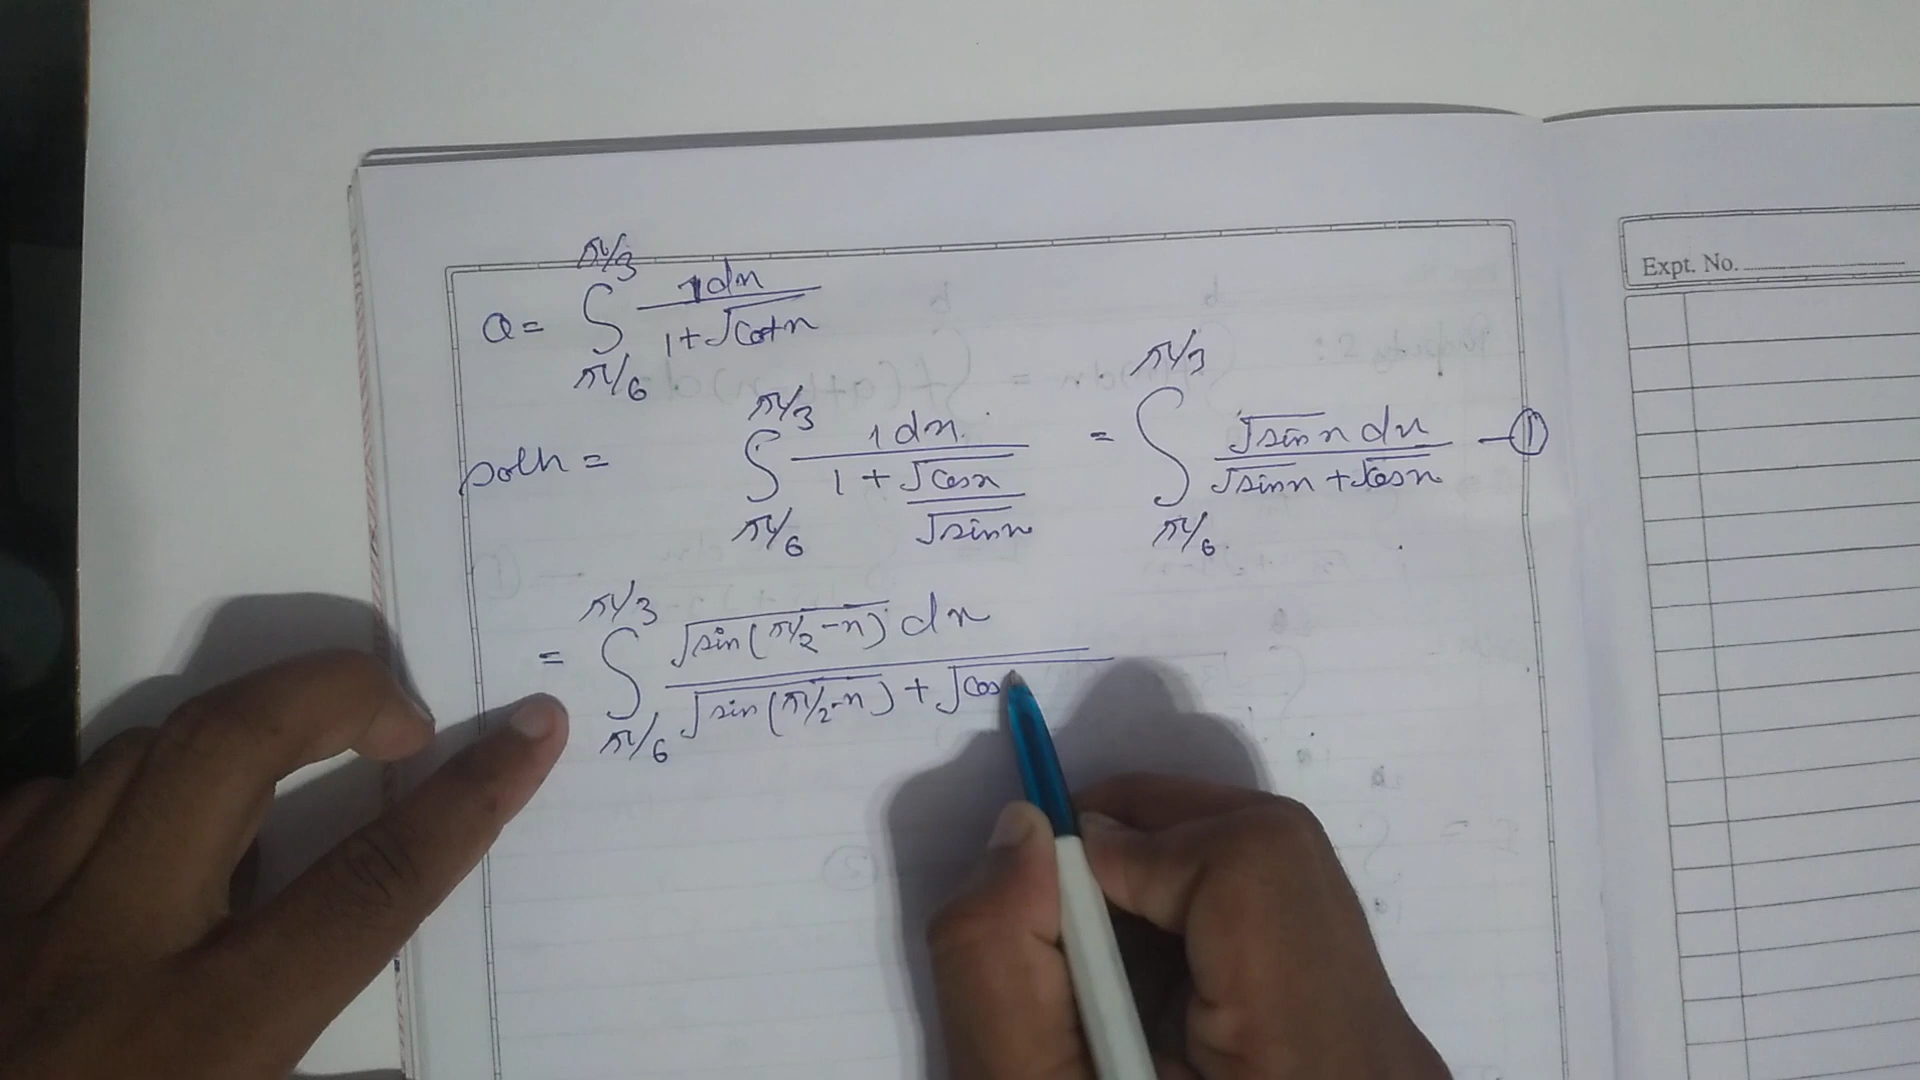 Expt. No.
Q = ∫_{π/6}^{π/3} 1dx / (1+√cotx)
soln = ∫_{π/6}^{π/3} 1dx. / (1+ √cosx/√sinx) = ∫_{π/6}^{π/3} √sinx dx / (√sinx + √cosx) — ①
= ∫_{π/6}^{π/3} √sin(π/2-x) dx / (√sin(π/2-x) + √cos